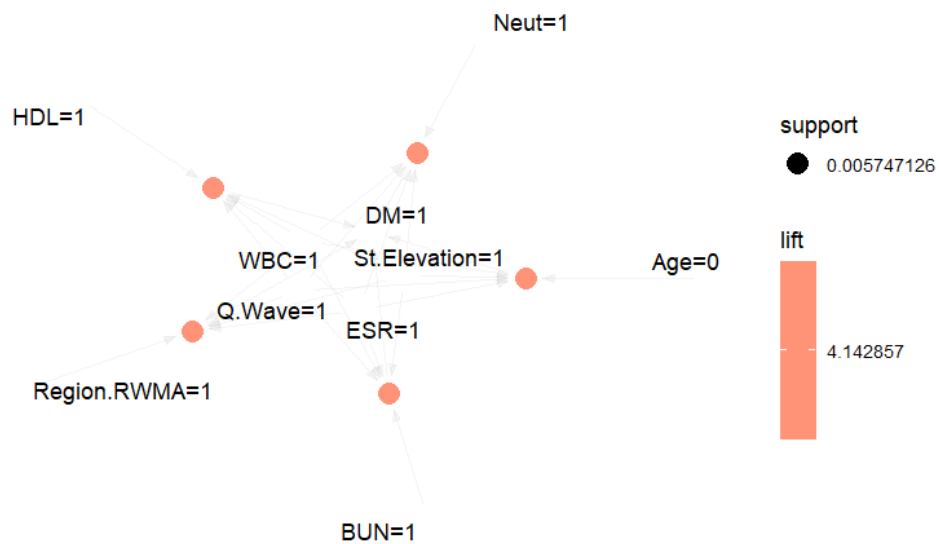 Neut=1
HDL=1
DM=1
WBC=1
St.Elevation=1
Age=0
Q.Wave=1
ESR=1
Region.RWMA=1
BUN=1
support
0.005747126
lift
4.142857